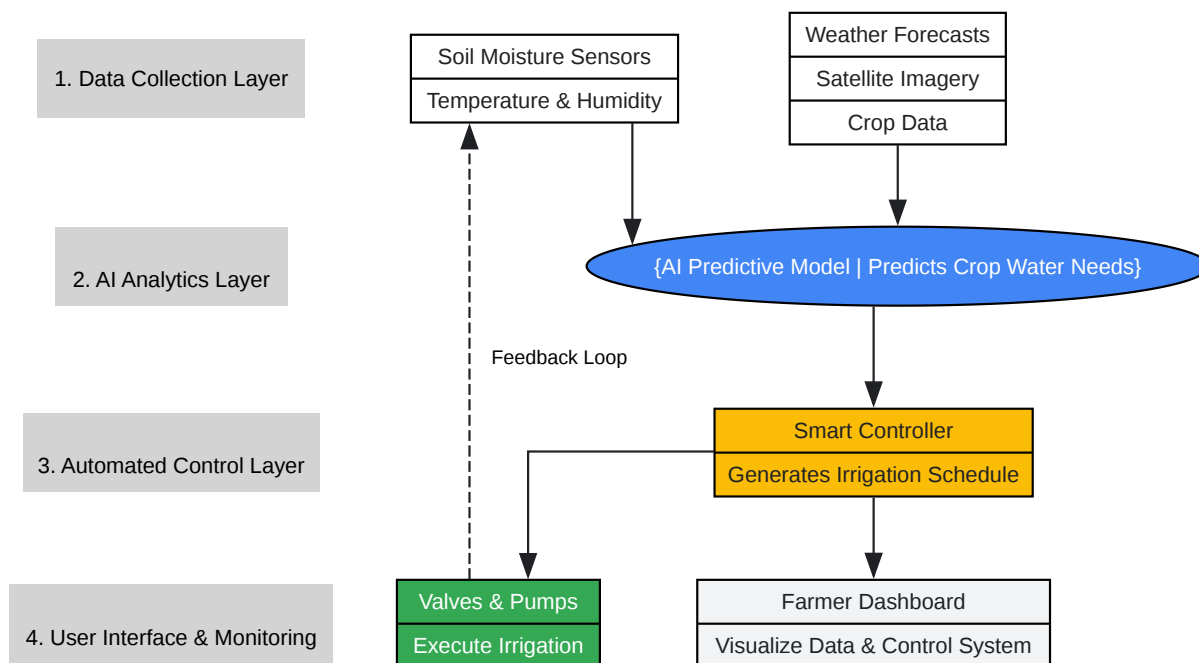 1. Data Collection Layer
Soil Moisture Sensors
Temperature & Humidity
Weather Forecasts
Satellite Imagery
Crop Data
2. AI Analytics Layer
{AI Predictive Model | Predicts Crop Water Needs}
Feedback Loop
3. Automated Control Layer
Smart Controller
Generates Irrigation Schedule
4. User Interface & Monitoring
Valves & Pumps
Execute Irrigation
Farmer Dashboard
Visualize Data & Control System